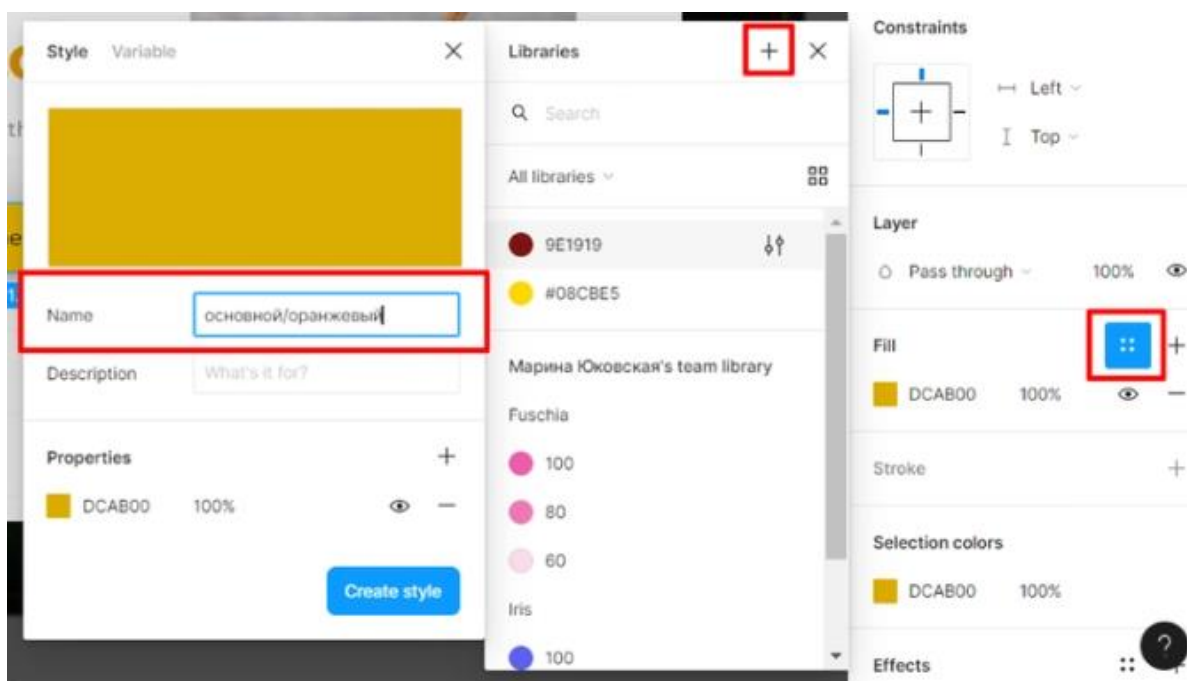 Style Variable
Name основной/оранжевый
Description What's it for?
Properties
DCAB00 100%
Create style
Libraries
Search
All libraries
9E1919
#08CBE5
Марина Юковская's team library
Fuschia
100
80
60
Iris
100
Constraints
Left
Top
Layer
Pass through 100%
Fill
DCAB00 100%
Stroke
Selection colors
DCAB00 100%
Effects
?